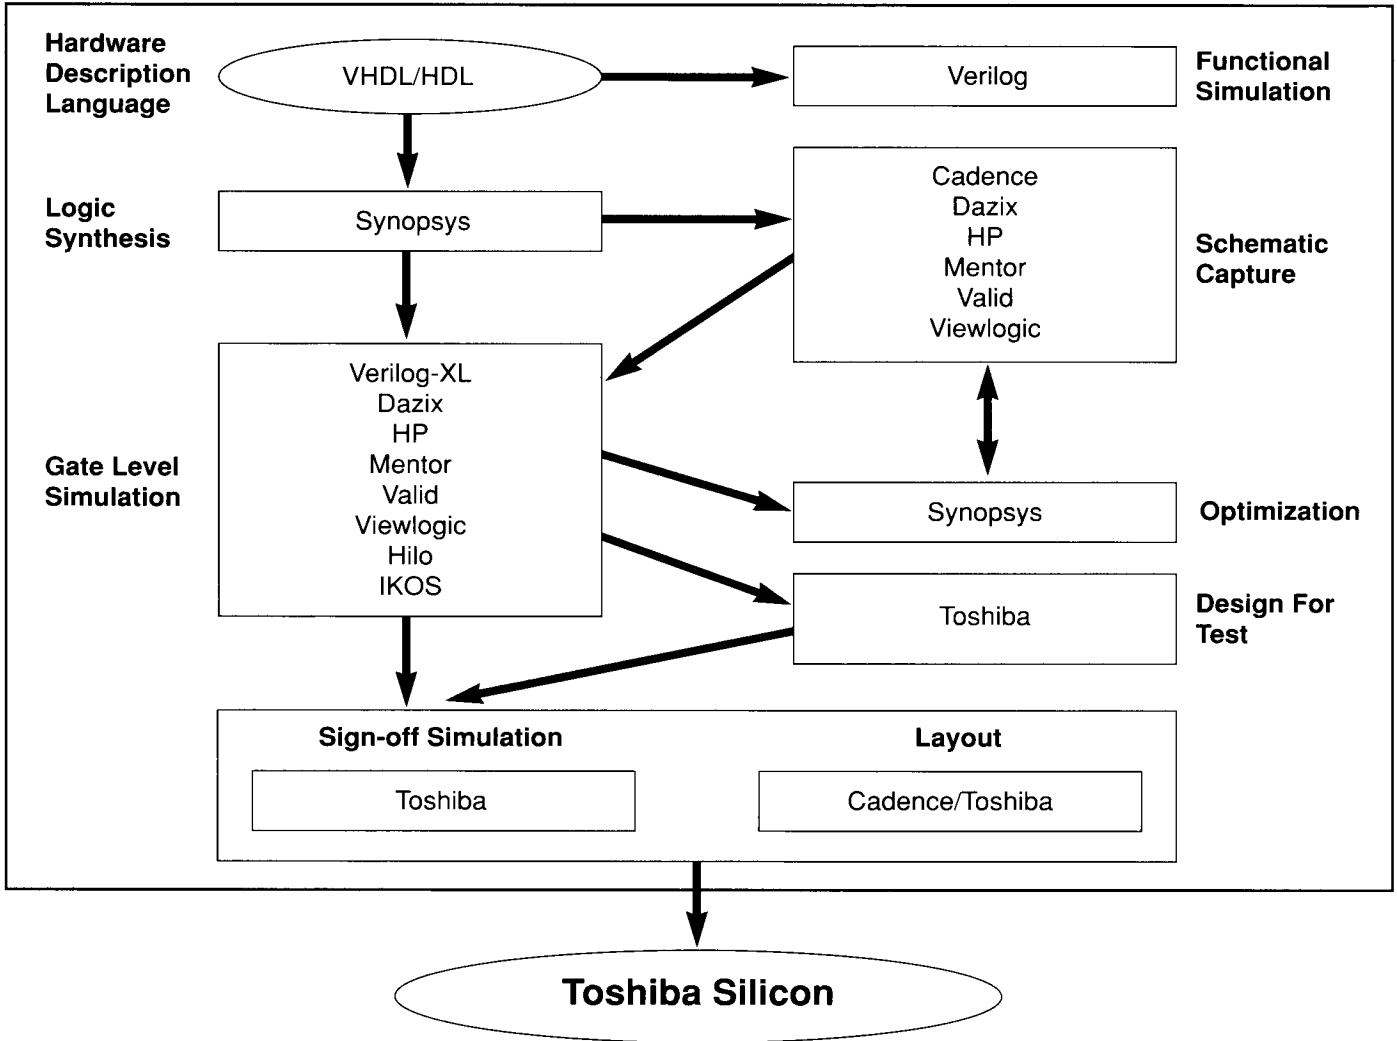 Hardware
Description
Language
VHDL/HDL
Verilog
Functional
Simulation
Logic
Synthesis
Synopsys
Cadence
Dazix
HP
Mentor
Valid
Viewlogic
Schematic
Capture
Gate Level
Simulation
Verilog-XL
Dazix
HP
Mentor
Valid
Viewlogic
Hilo
IKOS
Synopsys
Optimization
Toshiba
Design For
Test
Sign-off Simulation
Toshiba
Layout
Cadence/Toshiba
Toshiba Silicon